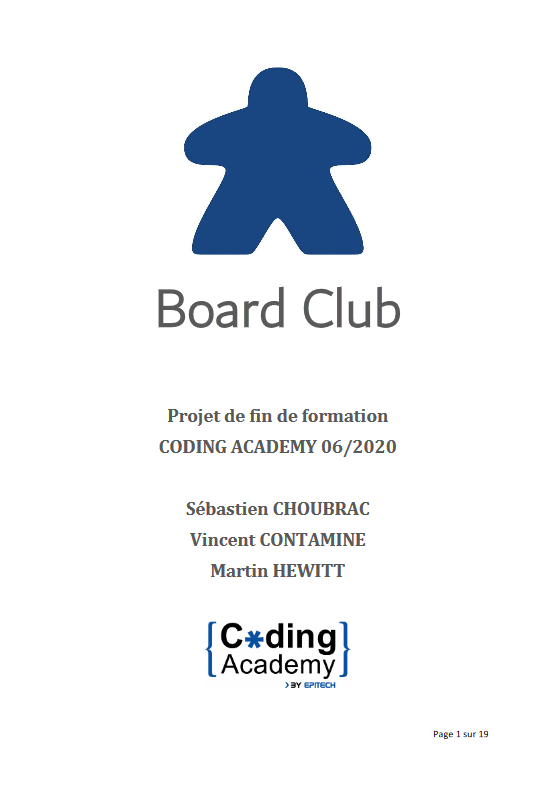 Board Club
Projet de fin de formation
CODING ACADEMY 06/2020
Sébastien CHOUBRAC
Vincent CONTAMINE
Martin HEWITT
{C*ding
Academy}
> BY EPITECH
Page 1 sur 19